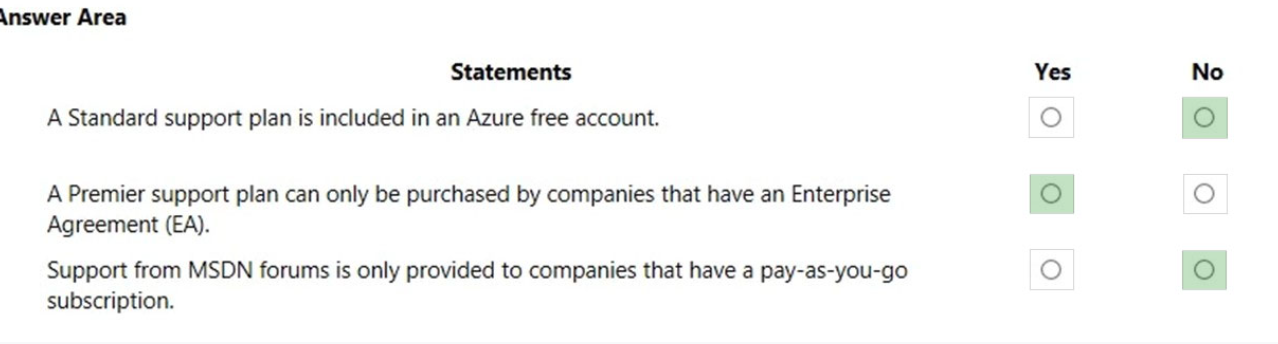 Answer Area
Statements Yes No
A Standard support plan is included in an Azure free account.
A Premier support plan can only be purchased by companies that have an Enterprise
Agreement (EA).
Support from MSDN forums is only provided to companies that have a pay-as-you-go
subscription.